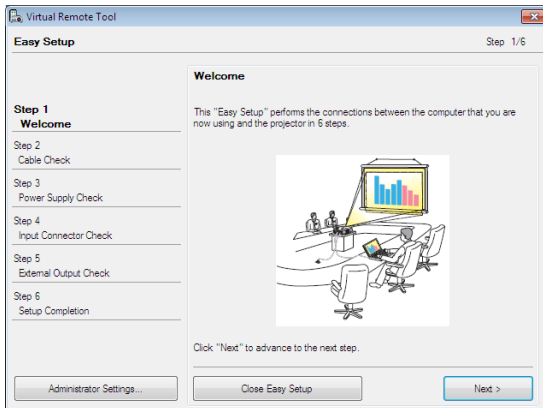 Virtual Remote Tool
Easy Setup
Step 1/6
Step 1
Welcome
Step 2
Cable Check
Step 3
Power Supply Check
Step 4
Input Connector Check
Step 5
External Output Check
Step 6
Setup Completion
Welcome
This "Easy Setup" performs the connections between the computer that you are
now using and the projector in 6 steps.
Click "Next" to advance to the next step.
Administrator Settings...
Close Easy Setup
Next >